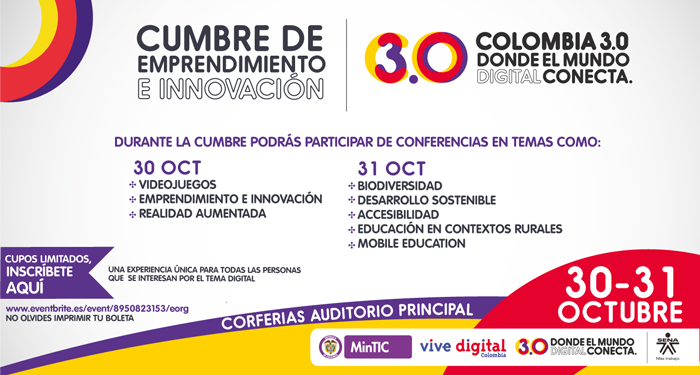 CUMBRE DE
EMPRENDIMIENTO
E INNOVACIÓN
3.0
COLOMBIA 3.0
DONDE EL MUNDO
DIGITAL CONECTA.
DURANTE LA CUMBRE PODRÁS PARTICIPAR DE CONFERENCIAS EN TEMAS COMO:
30 OCT
VIDEOJUEGOS
EMPRENDIMIENTO E INNOVACIÓN
REALIDAD AUMENTADA
31 OCT
BIODIVERSIDAD
DESARROLLO SOSTENIBLE
ACCESIBILIDAD
EDUCACIÓN EN CONTEXTOS RURALES
MOBILE EDUCATION
CUPOS LIMITADOS,
INSCRÍBETE
AQUÍ
www.eventbrite.es/event/8950823153/eorg
NO OLVIDES IMPRIMIR TU BOLETA
UNA EXPERIENCIA ÚNICA PARA TODAS LAS PERSONAS
QUE SE INTERESAN POR EL TEMA DIGITAL
CORFERIAS AUDITORIO PRINCIPAL
30-31
OCTUBRE
MinTIC
vive digital
Colombia
3.0
DONDE EL MUNDO
DIGITAL CONECTA.
SENA
Más trabajo